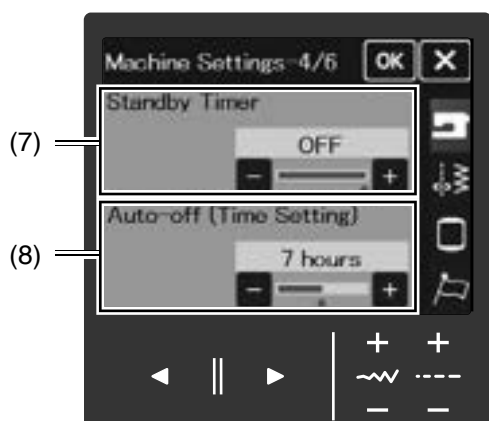 Machine Settings-4/6 OK X
(7)
Standby Timer
OFF
- +
(8)
Auto-off (Time Setting)
7 hours
- +
+ +
- -